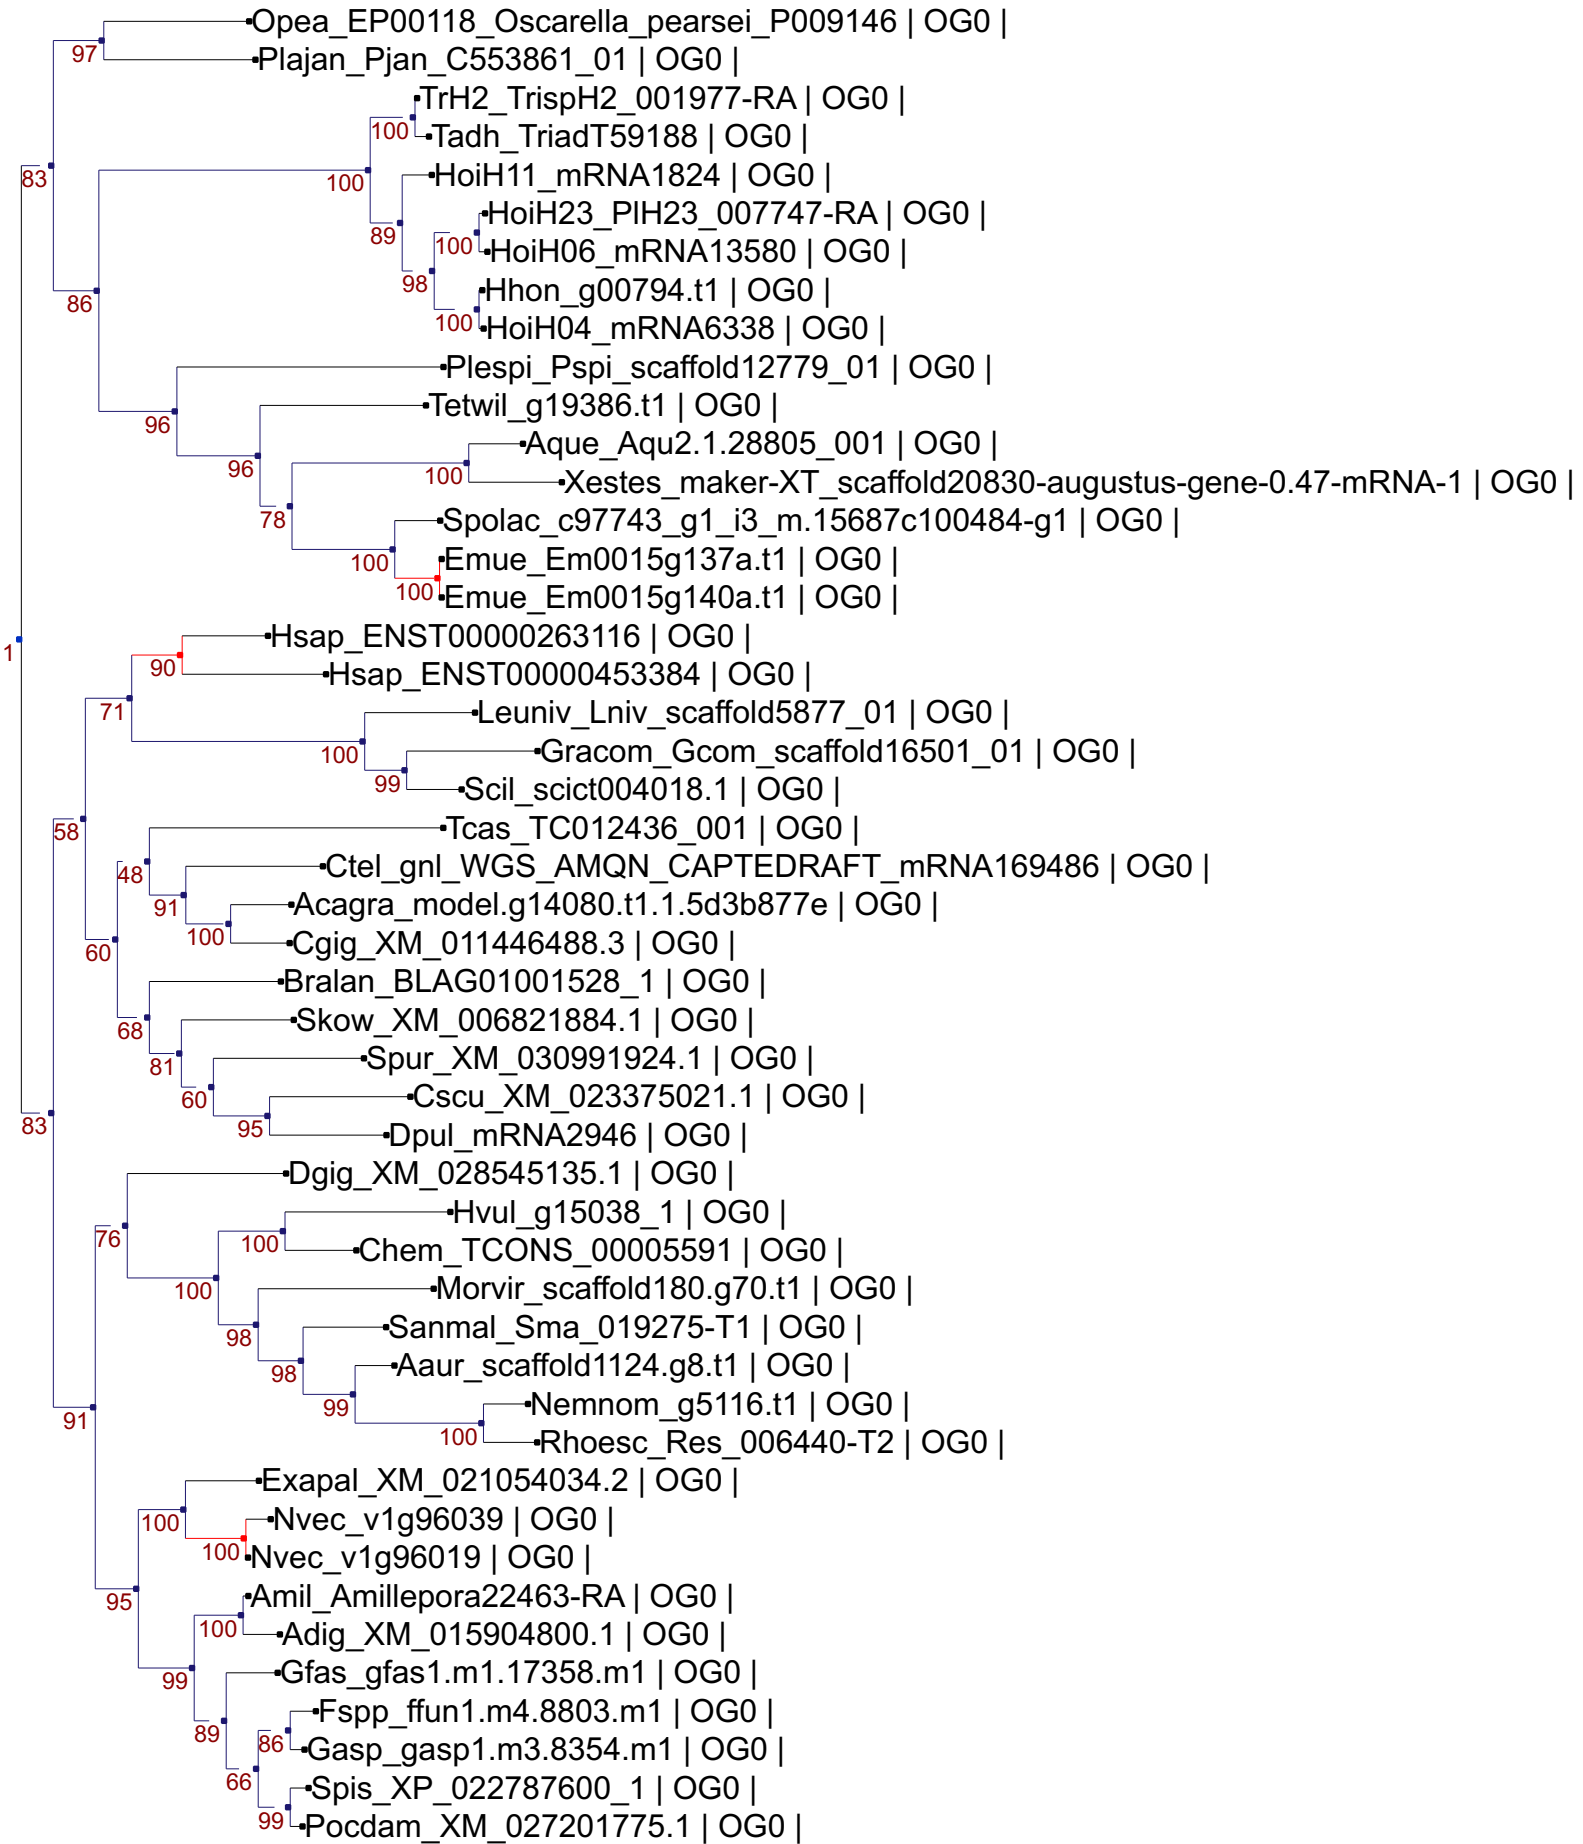 Opea_EP00118_Oscarella_pearsei_P009146 | OG0 |
97
Plajan_Pjan_C553861_01 | OG0 |
TrH2_TrispH2_001977-RA | OG0 |
100
Tadh_TriadT59188 | OG0 |
83
100
HoiH11_mRNA1824 | OG0 |
HoiH23_PlH23_007747-RA | OG0 |
89
100
HoiH06_mRNA13580 | OG0 |
98
86
Hhon_g00794.t1 | OG0 |
100
HoiH04_mRNA6338 | OG0 |
Plespi_Pspi_scaffold12779_01 | OG0 |
Tetwil_g19386.t1 | OG0 |
96
Aque_Aqu2.1.28805_001 | OG0 |
96
100
Xestes_maker-XT_scaffold20830-augustus-gene-0.47-mRNA-1 | OG0 |
78
Spolac_c97743_g1_i3_m.15687c100484-g1 | OG0 |
100
Emue_Em0015g137a.t1 | OG0 |
100
Emue_Em0015g140a.t1 | OG0 |
Hsap_ENST00000263116 | OG0 |
1
90
Hsap_ENST00000453384 | OG0 |
71
Leuniv_Lniv_scaffold5877_01 | OG0 |
100
Gracom_Gcom_scaffold16501_01 | OG0 |
99
Scil_scict004018.1 | OG0 |
58
Tcas_TC012436_001 | OG0 |
48
Ctel_gnl_WGS_AMQN_CAPTEDRAFT_mRNA169486 | OG0 |
91
Acagra_model.g14080.t1.1.5d3b877e | OG0 |
100
Cgig_XM_011446488.3 | OG0 |
60
Bralan_BLAG01001528_1 | OG0 |
68
Skow_XM_006821884.1 | OG0 |
81
Spur_XM_030991924.1 | OG0 |
60
Cscu_XM_023375021.1 | OG0 |
83
95
Dpul_mRNA2946 | OG0 |
Dgig_XM_028545135.1 | OG0 |
76
Hvul_g15038_1 | OG0 |
100
Chem_TCONS_00005591 | OG0 |
100
Morvir_scaffold180.g70.t1 | OG0 |
98
Sanmal_Sma_019275-T1 | OG0 |
98
Aaur_scaffold1124.g8.t1 | OG0 |
99
Nemnom_g5116.t1 | OG0 |
91
100
Rhoesc_Res_006440-T2 | OG0 |
Exapal_XM_021054034.2 | OG0 |
100
Nvec_v1g96039 | OG0 |
100
Nvec_v1g96019 | OG0 |
95
Amil_Amillepora22463-RA | OG0 |
100
Adig_XM_015904800.1 | OG0 |
99
Gfas_gfas1.m1.17358.m1 | OG0 |
89
Fspp_ffun1.m4.8803.m1 | OG0 |
86
Gasp_gasp1.m3.8354.m1 | OG0 |
66
Spis_XP_022787600_1 | OG0 |
99
Pocdam_XM_027201775.1 | OG0 |